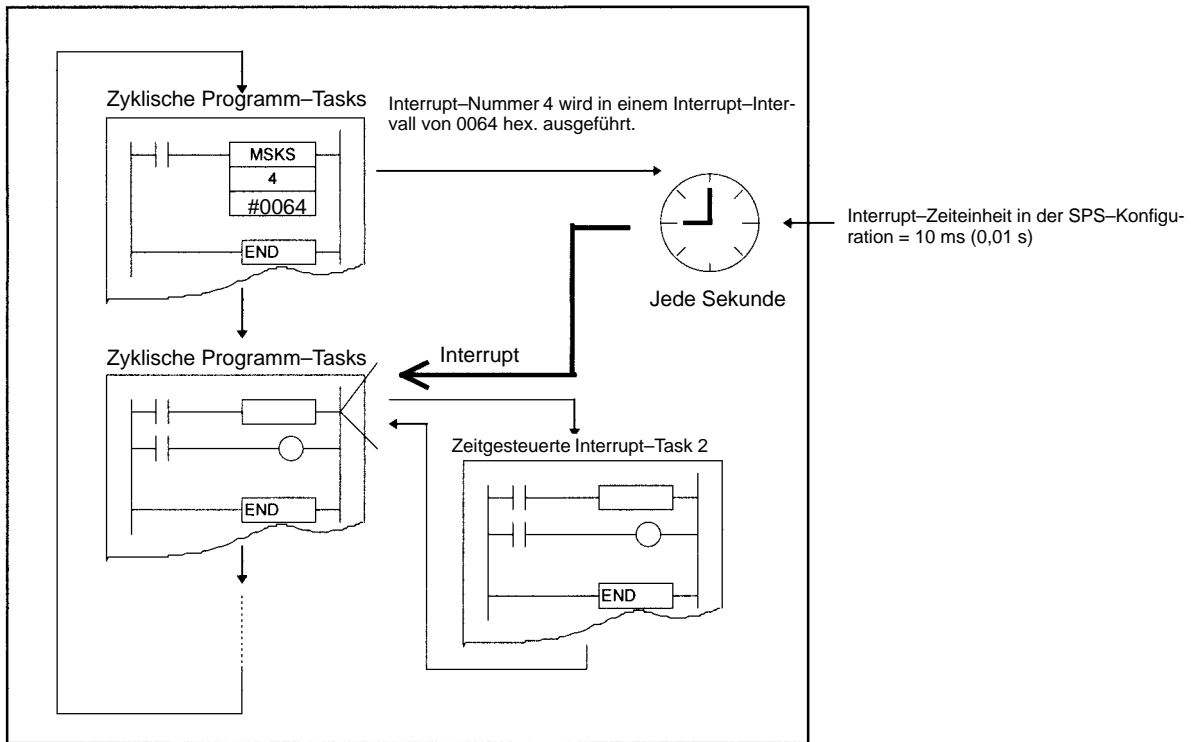 Zyklische Programm–Tasks
Interrupt–Nummer 4 wird in einem Interrupt–Inter-
vall von 0064 hex. ausgeführt.
MSKS
4
#0064
END
Interrupt–Zeiteinheit in der SPS–Konfigu-
ration = 10 ms (0,01 s)
Jede Sekunde
Zyklische Programm–Tasks
Interrupt
END
Zeitgesteuerte Interrupt–Task 2
END